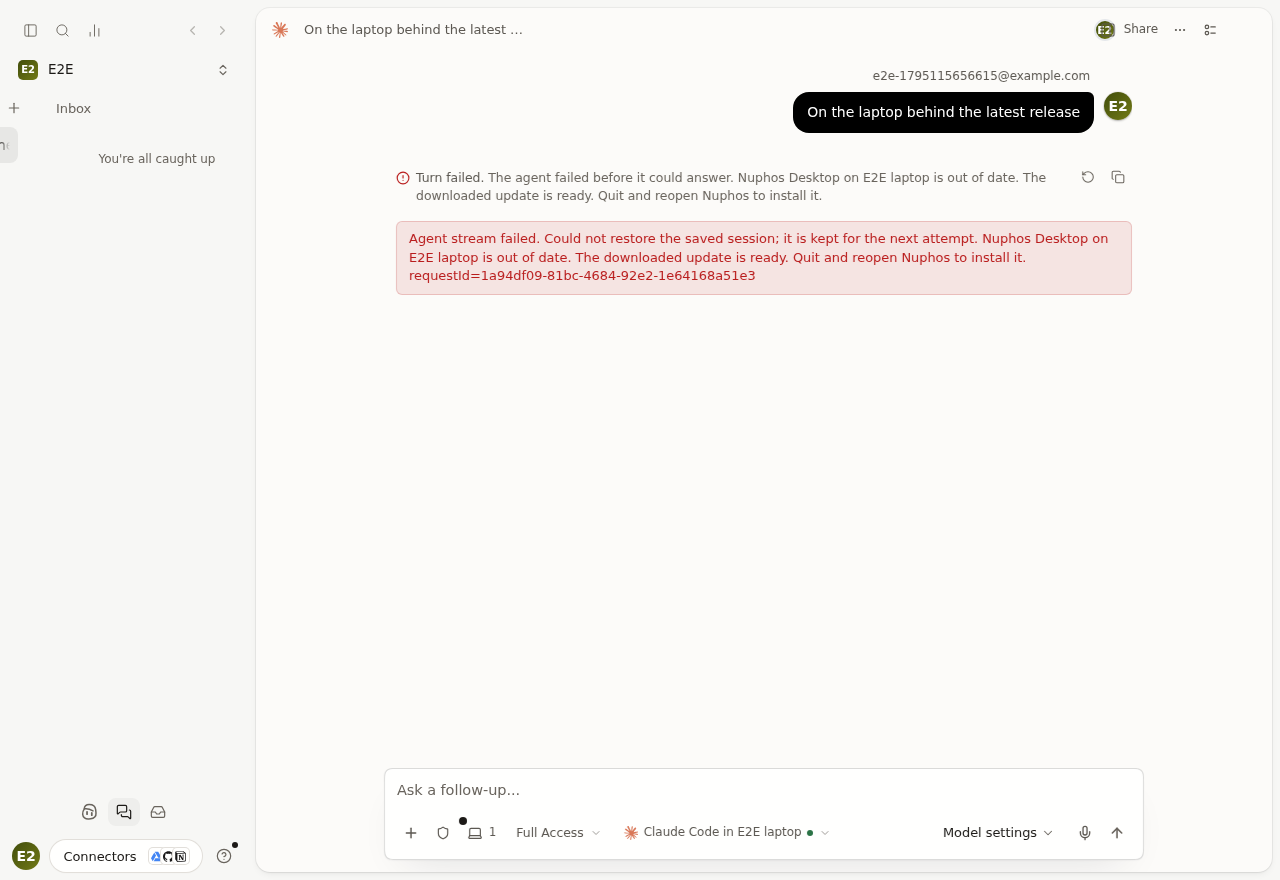 On the laptop behind the latest …
Share
E2
E2E
Inbox
You're all caught up
e2e-1795115656615@example.com
On the laptop behind the latest release
E2
Turn failed. The agent failed before it could answer. Nuphos Desktop on E2E laptop is out of date. The
downloaded update is ready. Quit and reopen Nuphos to install it.
Agent stream failed. Could not restore the saved session; it is kept for the next attempt. Nuphos Desktop on
E2E laptop is out of date. The downloaded update is ready. Quit and reopen Nuphos to install it.
requestId=1a94df09-81bc-4684-92e2-1e64168a51e3
Ask a follow-up...
1
Full Access
Claude Code in E2E laptop
Model settings
E2
Connectors